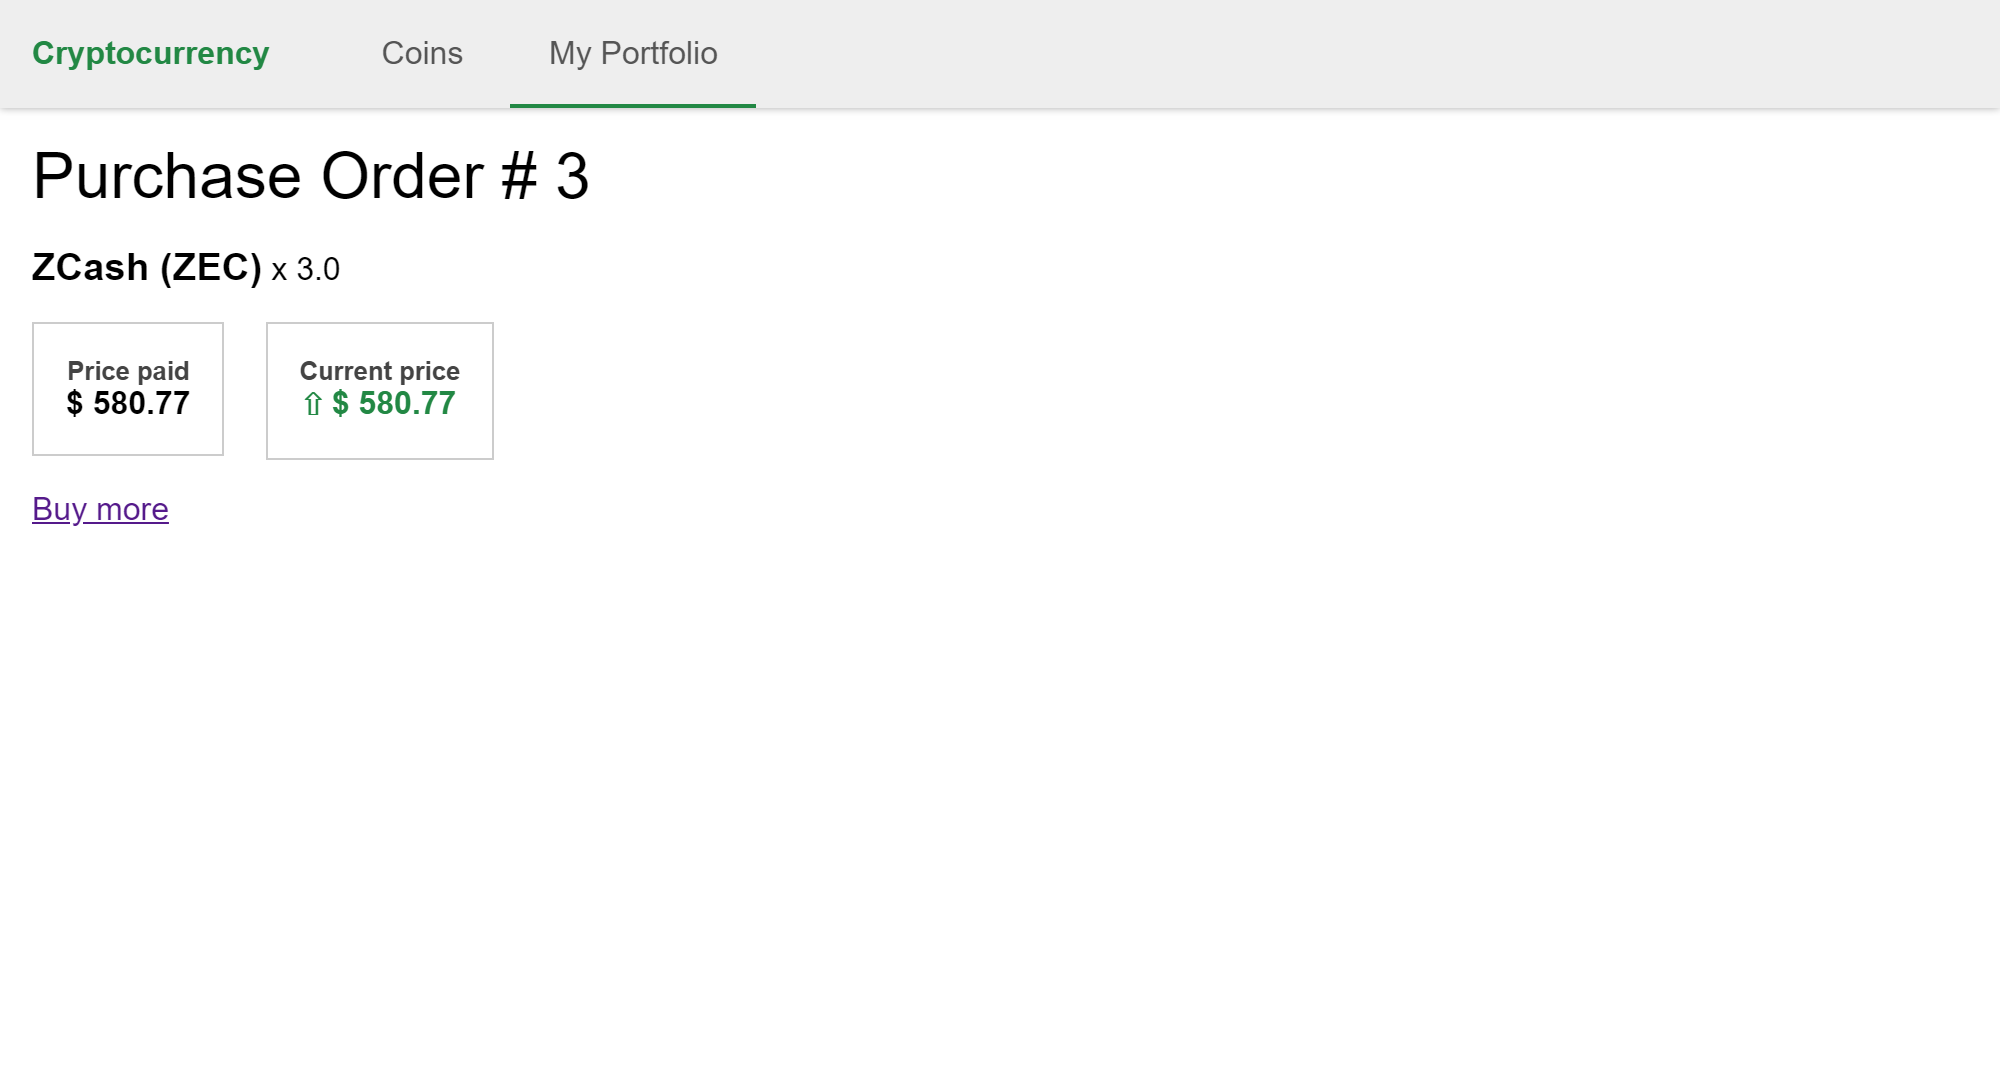 Cryptocurrency Coins My Portfolio
Purchase Order # 3
ZCash (ZEC) x 3.0
Price paid
$ 580.77
Current price
⇧ $ 580.77
Buy more